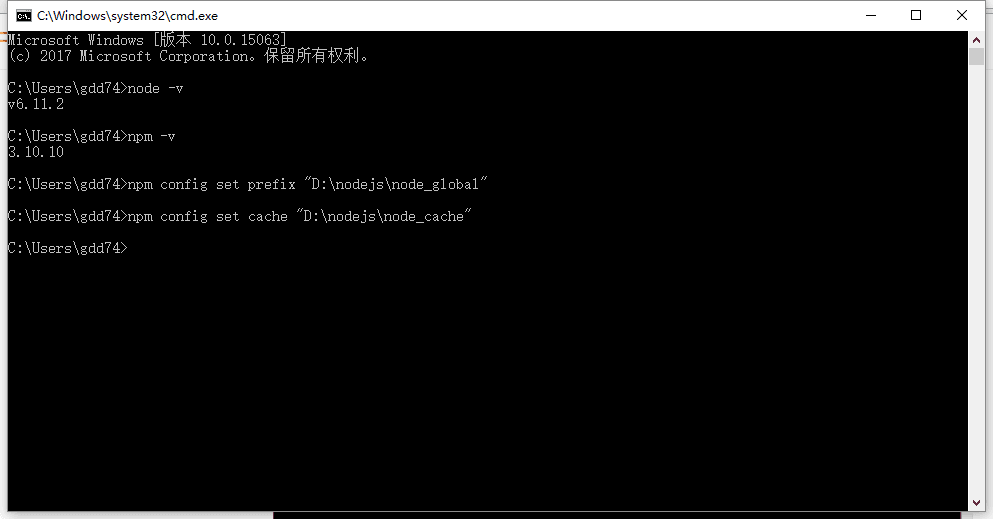 C:\Windows\system32\cmd.exe
Microsoft Windows [版本 10.0.15063]
(c) 2017 Microsoft Corporation。保留所有权利。
C:\Users\gdd74>node -v
v6.11.2
C:\Users\gdd74>npm -v
3.10.10
C:\Users\gdd74>npm config set prefix "D:\nodejs\node_global"
C:\Users\gdd74>npm config set cache "D:\nodejs\node_cache"
C:\Users\gdd74>